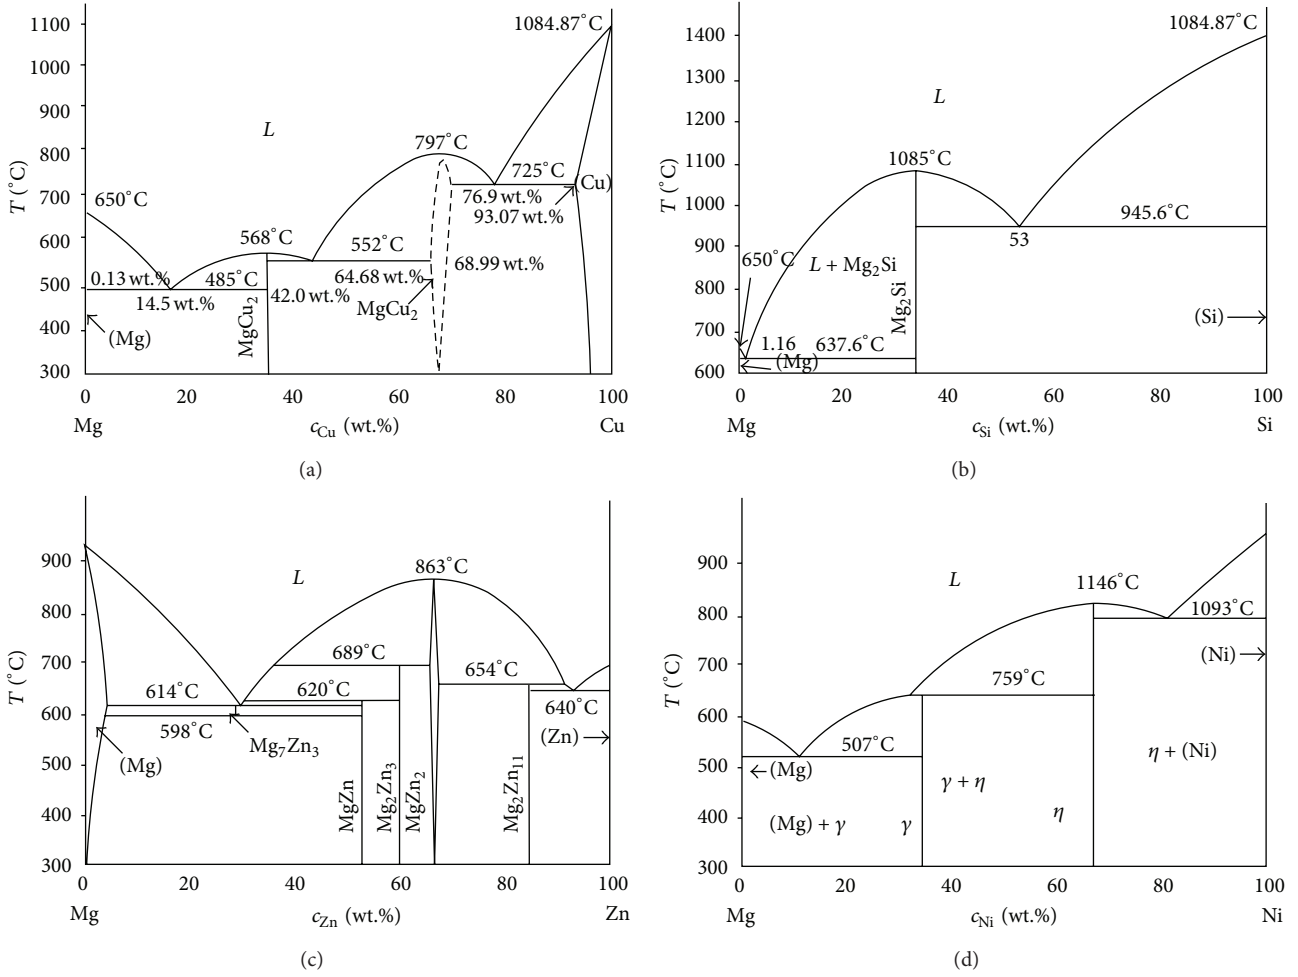 1100
1000
900
800
700
600
500
400
300
T (°C)
1084.87°C
L
797°C
725°C
(Cu)
76.9 wt.%
93.07 wt.%
650°C
568°C
552°C
68.99 wt.%
64.68 wt.%
0.13 wt.%
485°C
42.0 wt.%
14.5 wt.%
MgCu2
MgCu2
(Mg)
0 20 40 60 80 100
Mg cCu (wt.%) Cu
(a)
1400
1300
1200
1100
1000
900
800
700
600
T (°C)
1084.87°C
L
1085°C
945.6°C
53
650°C
L + Mg2Si
Mg2Si
(Si)
1.16 637.6°C
(Mg)
0 20 40 60 80 100
Mg cSi (wt.%) Si
(b)
900
800
700
600
500
400
300
T (°C)
L
863°C
689°C
654°C
614°C
620°C
640°C
598°C
Mg7Zn3
(Zn)
(Mg)
MgZn
Mg2Zn3
MgZn2
Mg2Zn11
0 20 40 60 80 100
Mg cZn (wt.%) Zn
(c)
900
800
700
600
500
400
300
T (°C)
L
1146°C
1093°C
(Ni)
759°C
507°C
(Mg)
η + (Ni)
γ + η
(Mg) + γ
γ
η
0 20 40 60 80 100
Mg cNi (wt.%) Ni
(d)